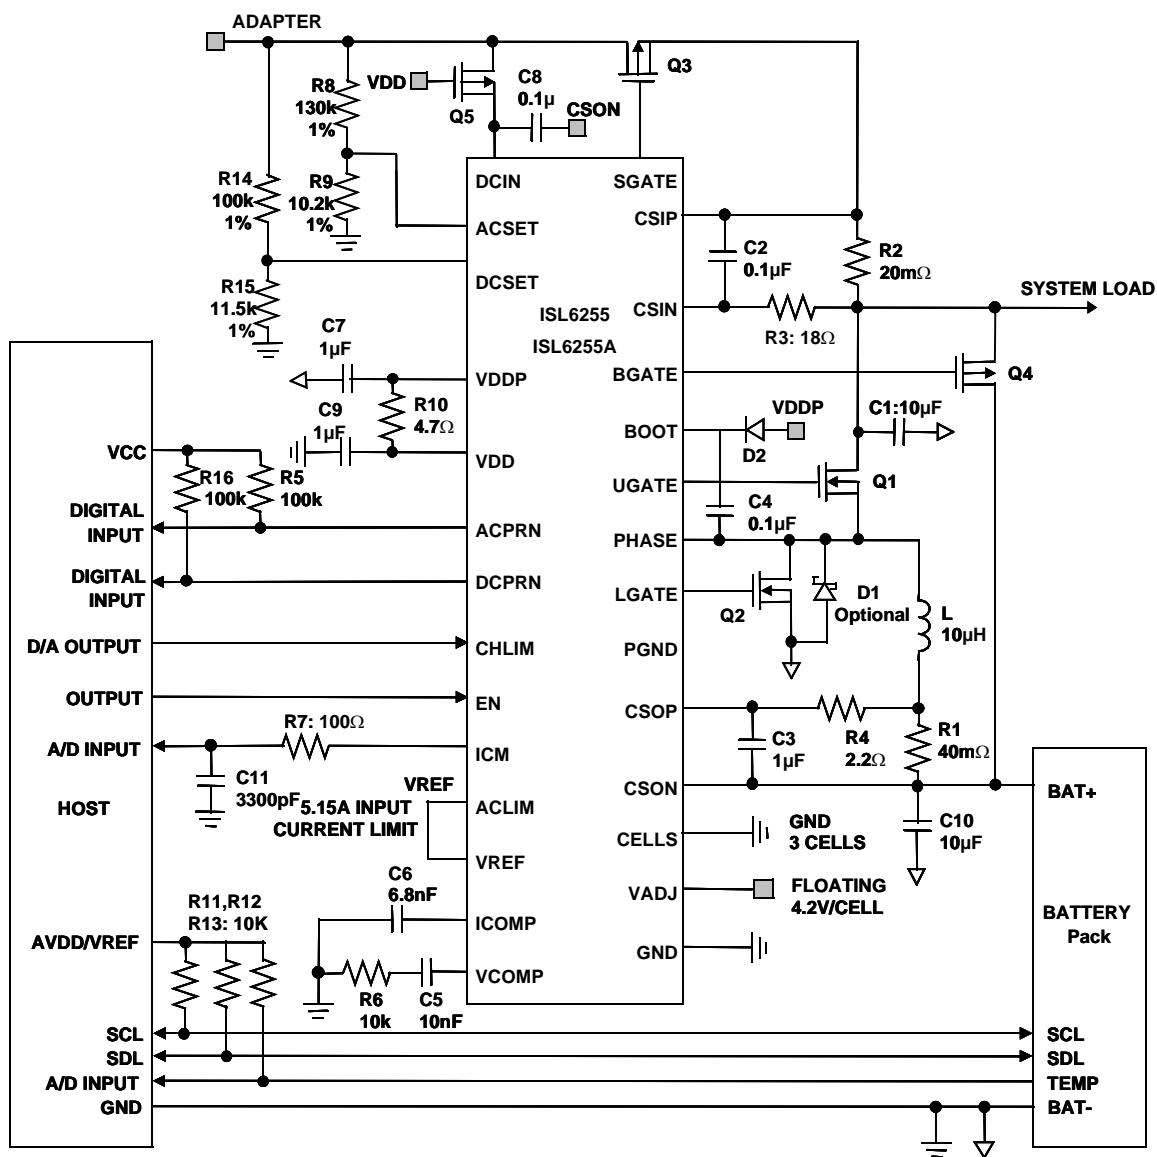 ADAPTER
VDD
Q5
C8
0.1µ
CSON
Q3
R8
130k
1%
R14
100k
1%
R9
10.2k
1%
R15
11.5k
1%
DCIN
ACSET
DCSET
SGATE
CSIP
CSIN
ISL6255
ISL6255A
C2
0.1µF
R2
20mΩ
R3: 18Ω
SYSTEM LOAD
C7
1µF
VDDP
R10
4.7Ω
C9
1µF
VDD
BGATE
Q4
BOOT
VDDP
D2
C1:10µF
UGATE
Q1
C4
0.1µF
PHASE
LGATE
Q2
D1
Optional
L
10µH
PGND
VCC
R16
100k
R5
100k
DIGITAL
INPUT
ACPRN
DIGITAL
INPUT
DCPRN
D/A OUTPUT
CHLIM
OUTPUT
EN
A/D INPUT
R7: 100Ω
ICM
C11
3300pF
HOST
VREF
5.15A INPUT
CURRENT LIMIT
ACLIM
VREF
CSOP
C3
1µF
R4
2.2Ω
R1
40mΩ
CSON
BAT+
C10
10µF
CELLS
GND
3 CELLS
VADJ
FLOATING
4.2V/CELL
GND
C6
6.8nF
ICOMP
VCOMP
R6
10k
C5
10nF
R11,R12
R13: 10K
AVDD/VREF
BATTERY
Pack
SCL
SCL
SDL
SDL
A/D INPUT
TEMP
GND
BAT-